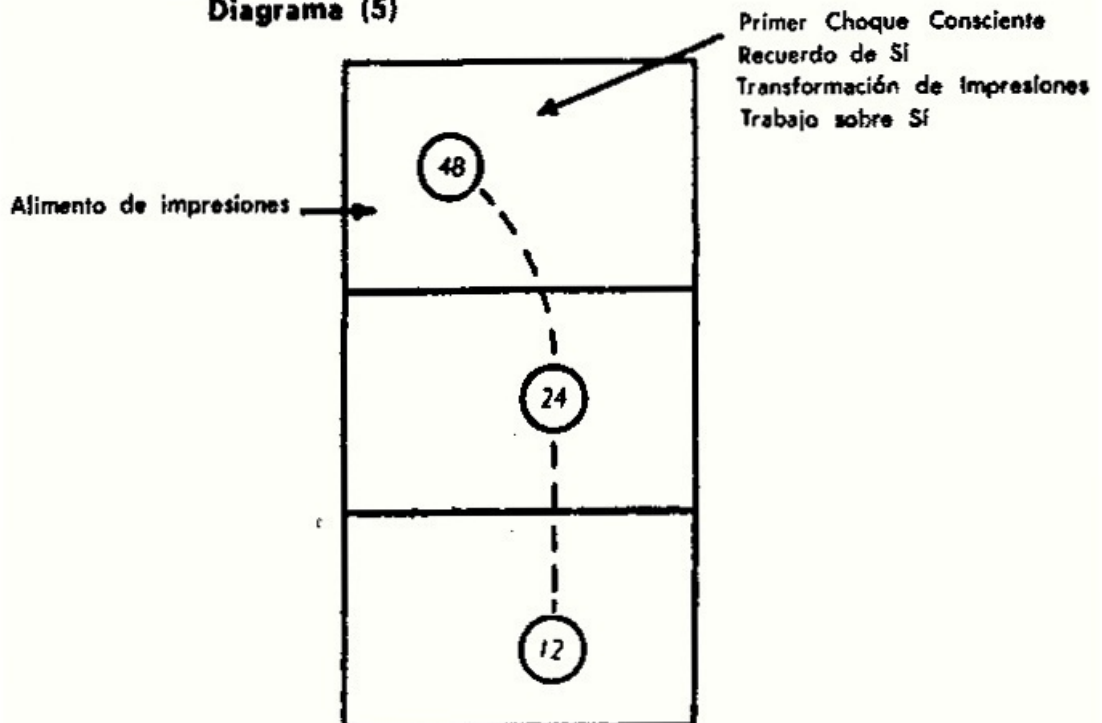 Diagrama (5)
Primer Choque Consciente
Recuerdo de Sí
Transformación de Impresiones
Trabajo sobre Sí
48
Alimento de impresiones
24
12